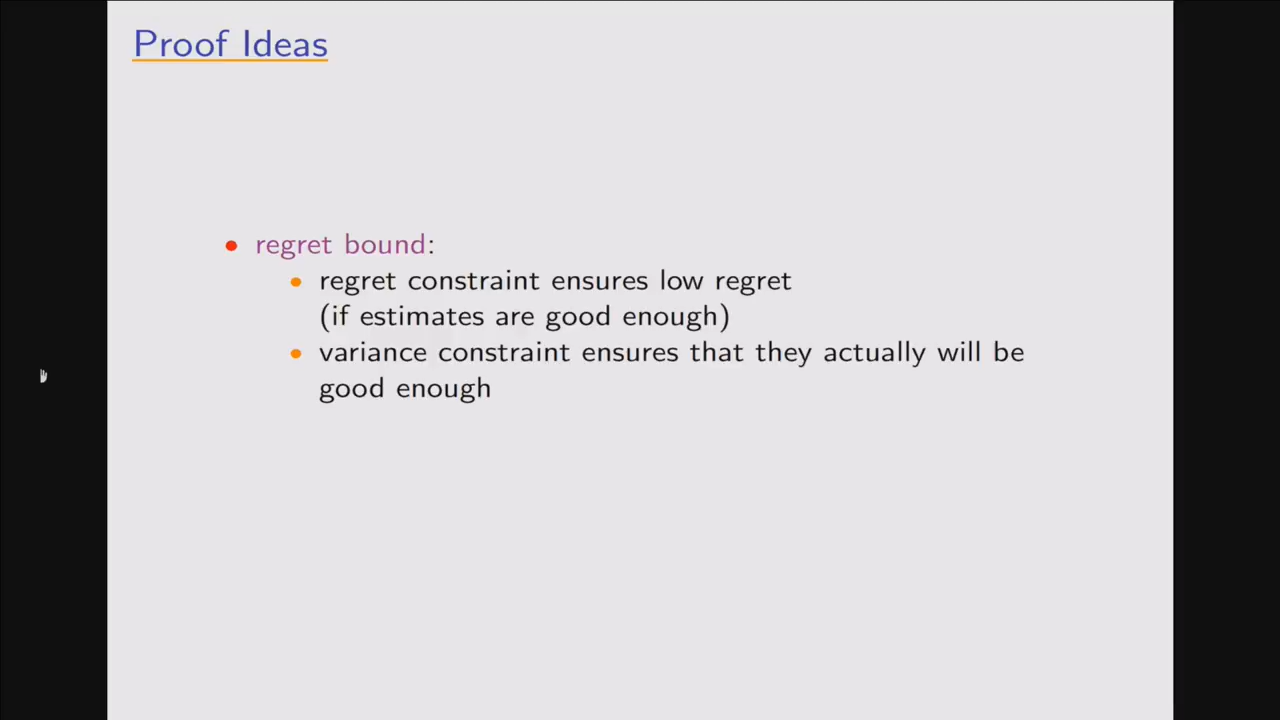 Proof Ideas
• regret bound:
• regret constraint ensures low regret
(if estimates are good enough)
• variance constraint ensures that they actually will be
good enough